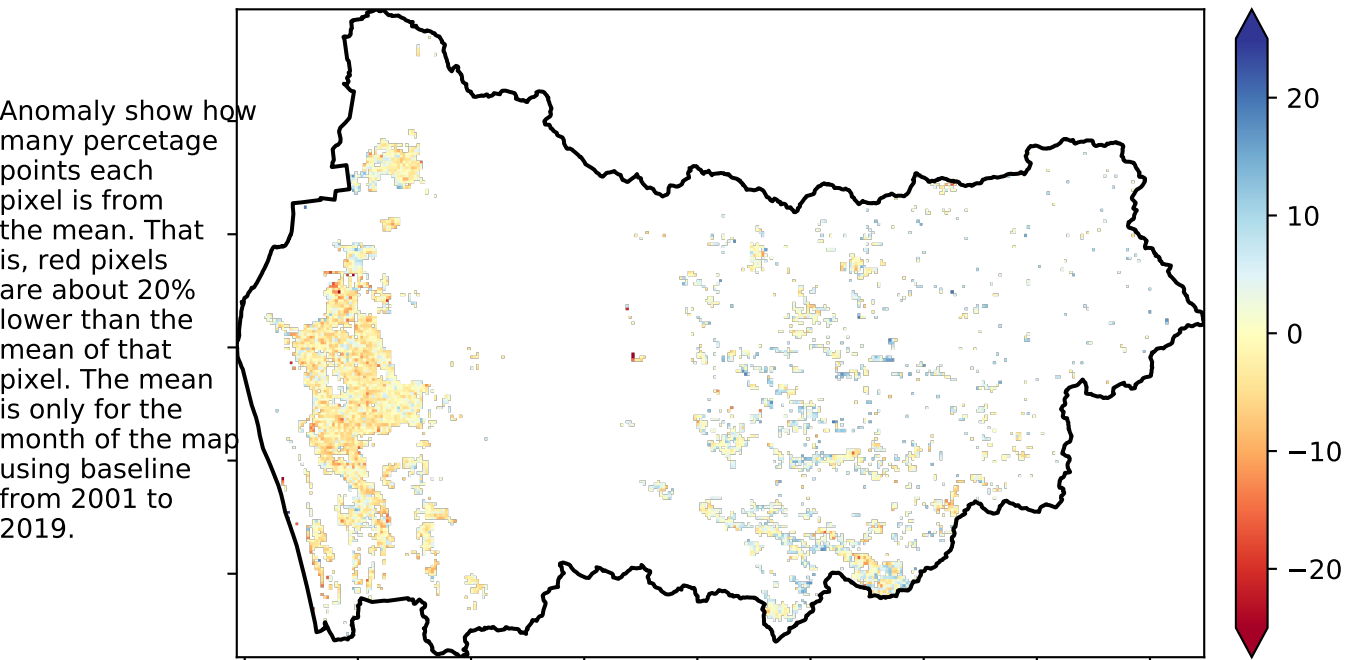 Anomaly show how
many percetage
points each
pixel is from
the mean. That
is, red pixels
are about 20%
lower than the
mean of that
pixel. The mean
is only for the
month of the map
using baseline
from 2001 to
2019.
20
10
0
−10
−20